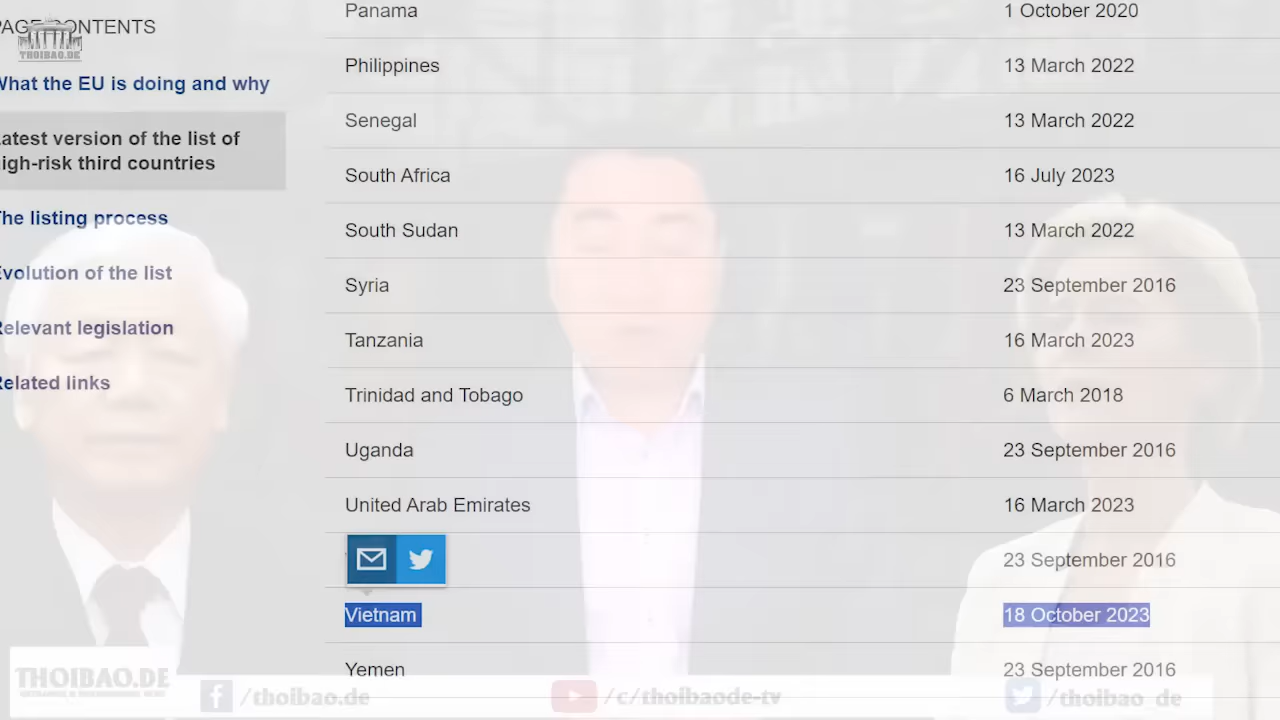 PAGE CONTENTS
THOIBAO.DE
What the EU is doing and why
Latest version of the list of
high-risk third countries
The listing process
Evolution of the list
Relevant legislation
Related links
Panama 1 October 2020
Philippines 13 March 2022
Senegal 13 March 2022
South Africa 16 July 2023
South Sudan 13 March 2022
Syria 23 September 2016
Tanzania 16 March 2023
Trinidad and Tobago 6 March 2018
Uganda 23 September 2016
United Arab Emirates 16 March 2023
23 September 2016
Vietnam 18 October 2023
Yemen 23 September 2016
THOIBAO.DE
/thoibao.de
/c/thoibaode-tv
/thoibao_de